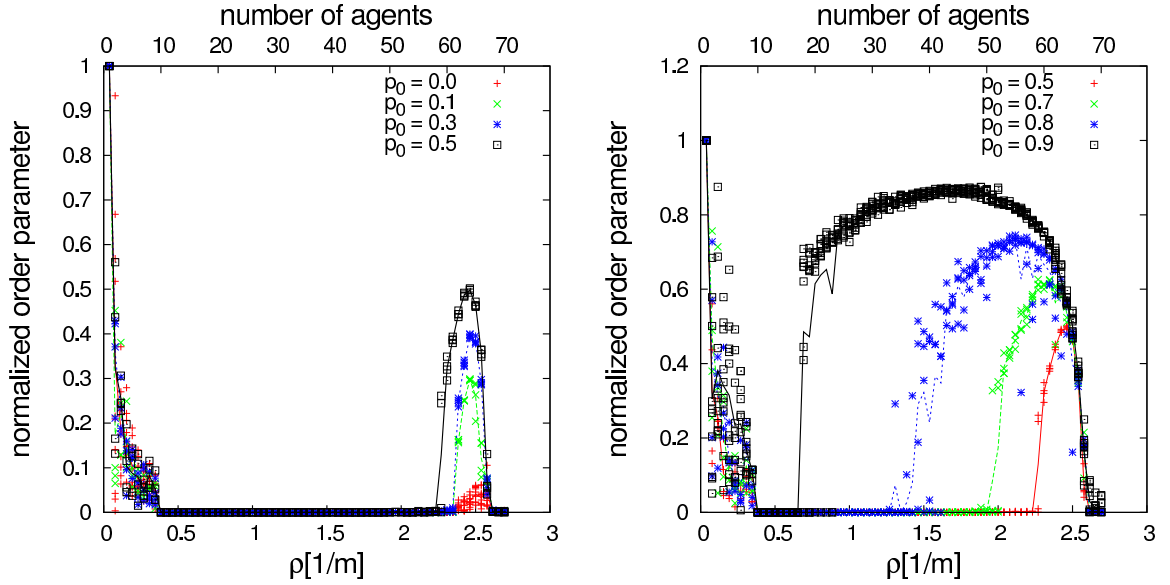 number of agents
0 10 20 30 40 50 60 70
1
0.9
0.8
0.7
0.6
0.5
0.4
0.3
0.2
0.1
0
normalized order parameter
p0 = 0.0
p0 = 0.1
p0 = 0.3
p0 = 0.5
0.5 1 1.5 2 2.5 3
ρ[1/m]
number of agents
0 10 20 30 40 50 60 70
1.2
1
0.8
0.6
0.4
0.2
0
normalized order parameter
p0 = 0.5
p0 = 0.7
p0 = 0.8
p0 = 0.9
0 0.5 1 1.5 2 2.5 3
ρ[1/m]